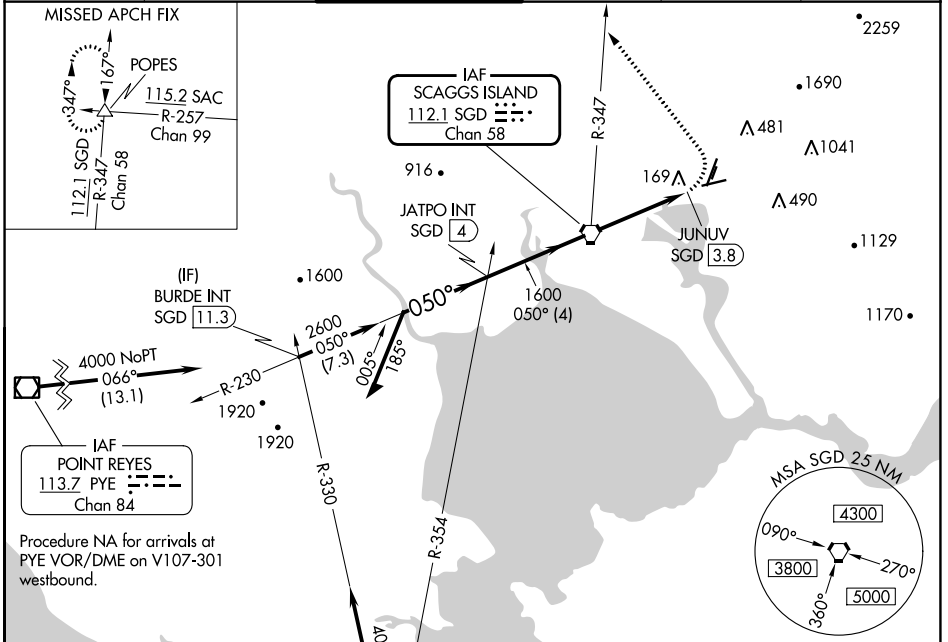 MISSED APCH FIX
347°
167°
POPES
115.2 SAC
R-257
Chan 99
112.1 SGD
R-347
Chan 58
IAF
SCAGGS ISLAND
112.1 SGD
Chan 58
R-347
2259
1690
481
1041
490
169
916
JATPO INT
SGD 4
JUNUV
SGD 3.8
1129
1170
(IF)
BURDE INT
SGD 11.3
1600
2600
050°
(7.3)
050°
1600
050° (4)
4000 NoPT
066°
(13.1)
R-230
005°
185°
1920
1920
IAF
POINT REYES
113.7 PYE
Chan 84
R-330
R-354
Procedure NA for arrivals at
PYE VOR/DME on V107-301
westbound.
40
MSA SGD 25 NM
4300
090°
3800
270°
5000
360°